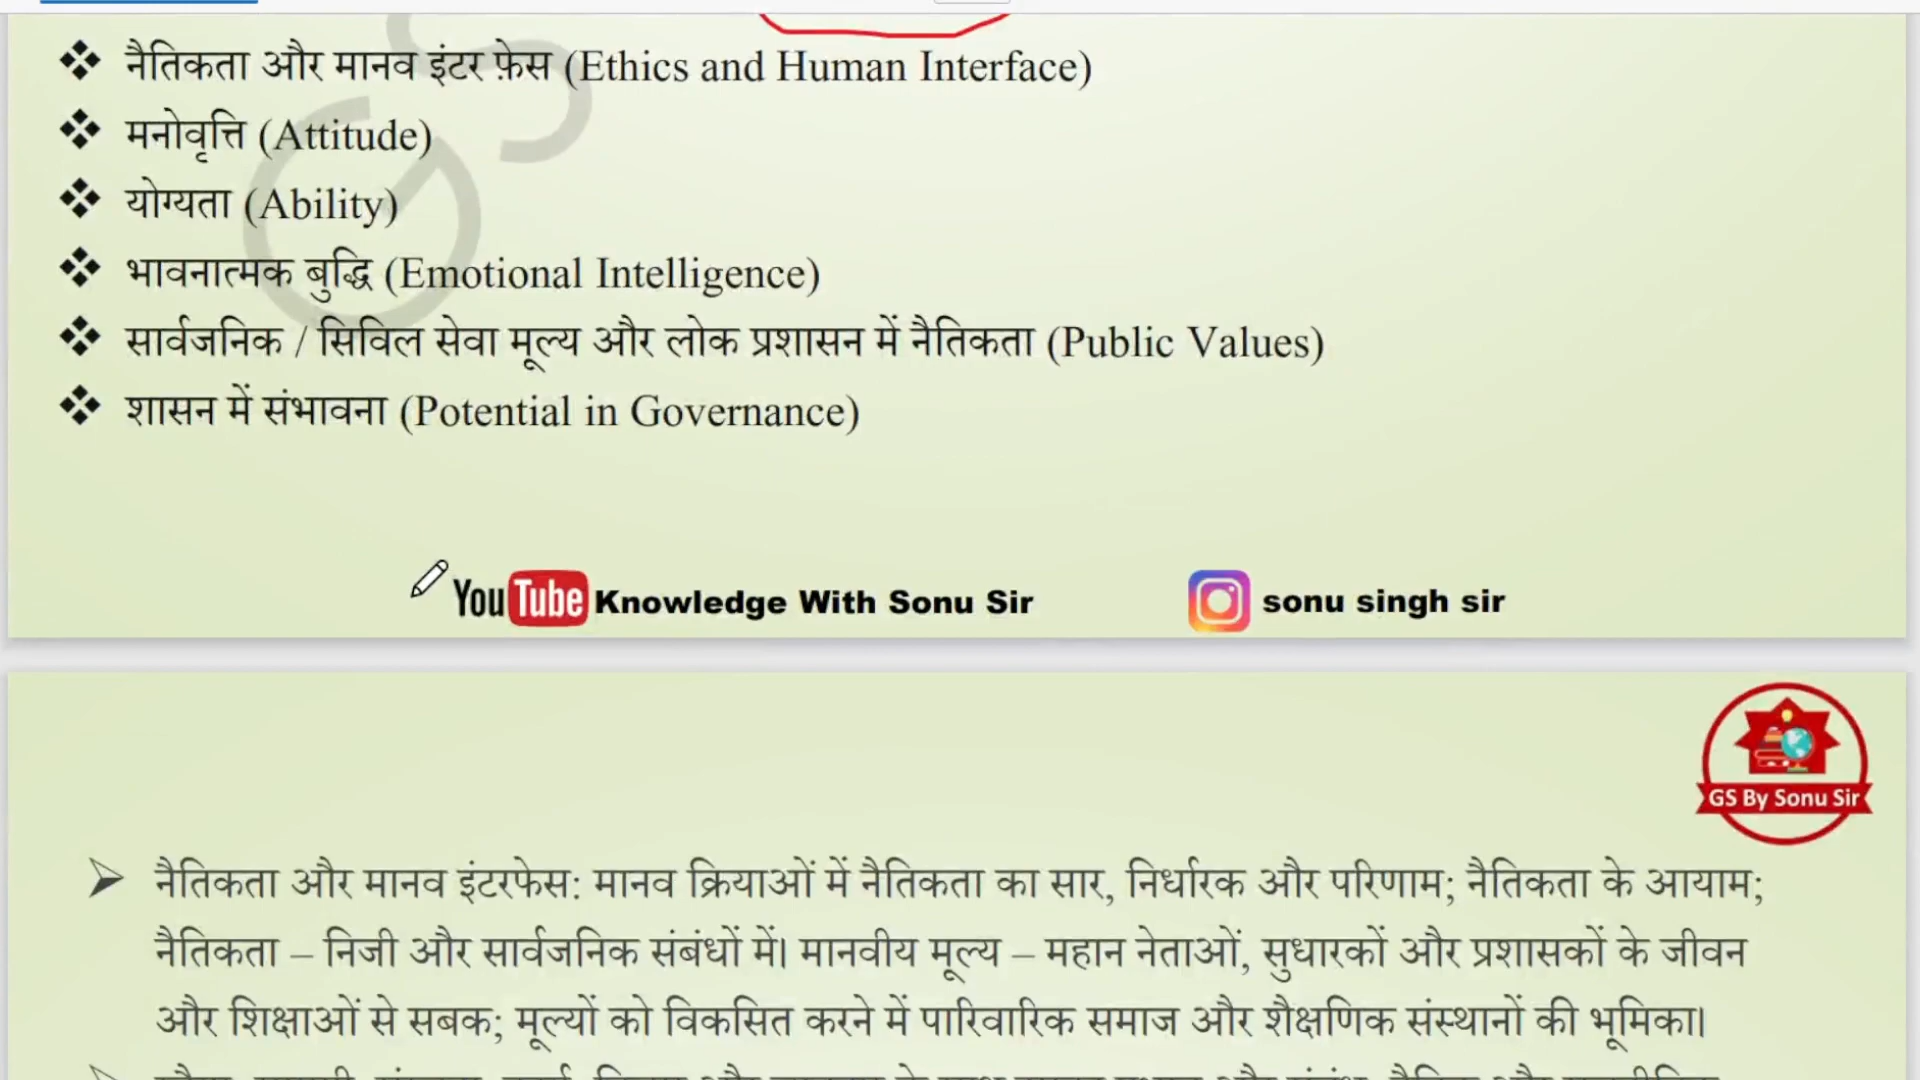 ❖ नैतिकता और मानव इंटर फ़ेस (Ethics and Human Interface)
❖ मनोवृत्ति (Attitude)
❖ योग्यता (Ability)
❖ भावनात्मक बुद्धि (Emotional Intelligence)
❖ सार्वजनिक / सिविल सेवा मूल्य और लोक प्रशासन में नैतिकता (Public Values)
❖ शासन में संभावना (Potential in Governance)
GS
YouTube Knowledge With Sonu Sir
sonu singh sir
GS By Sonu Sir
➢ नैतिकता और मानव इंटरफेस: मानव क्रियाओं में नैतिकता का सार, निर्धारक और परिणाम; नैतिकता के आयाम;
नैतिकता – निजी और सार्वजनिक संबंधों में। मानवीय मूल्य – महान नेताओं, सुधारकों और प्रशासकों के जीवन
और शिक्षाओं से सबक; मूल्यों को विकसित करने में पारिवारिक समाज और शैक्षणिक संस्थानों की भूमिका।